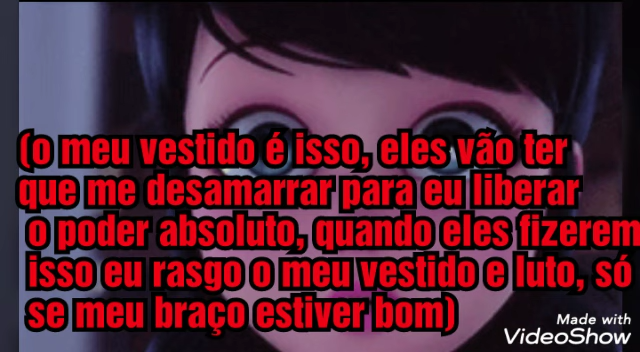 (o meu vestido é isso, eles vão ter
que me desamarrar para eu liberar
o poder absoluto, quando eles fizerem
isso eu rasgo o meu vestido e luto, só
se meu braço estiver bom)
Made with
VideoShow